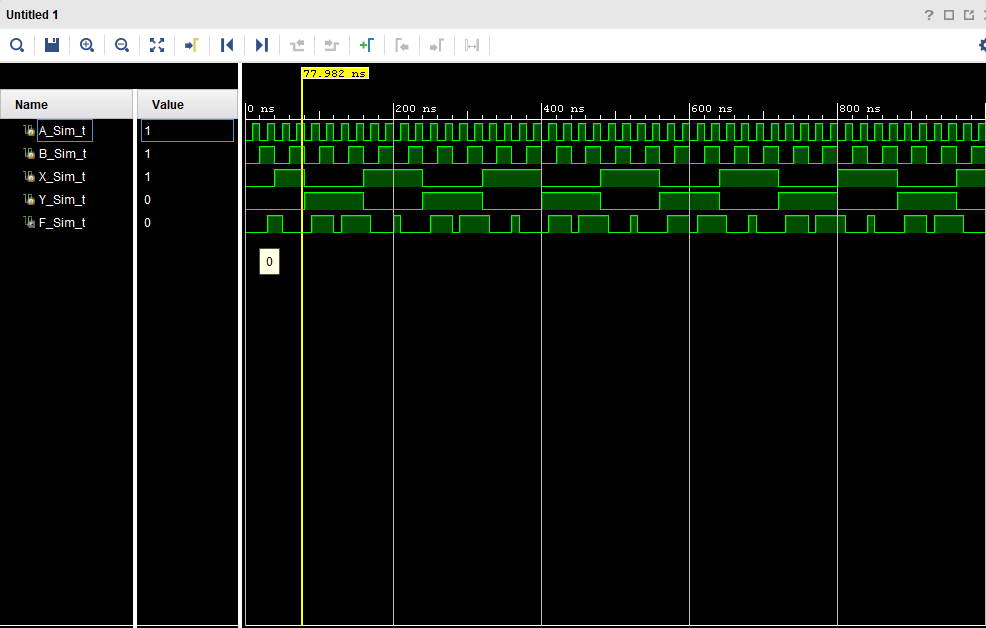 Untitled 1
?
77.982 ns
Name Value
0 ns 200 ns 400 ns 600 ns 800 ns
A_Sim_t 1
B_Sim_t 1
X_Sim_t 1
Y_Sim_t 0
F_Sim_t 0
0